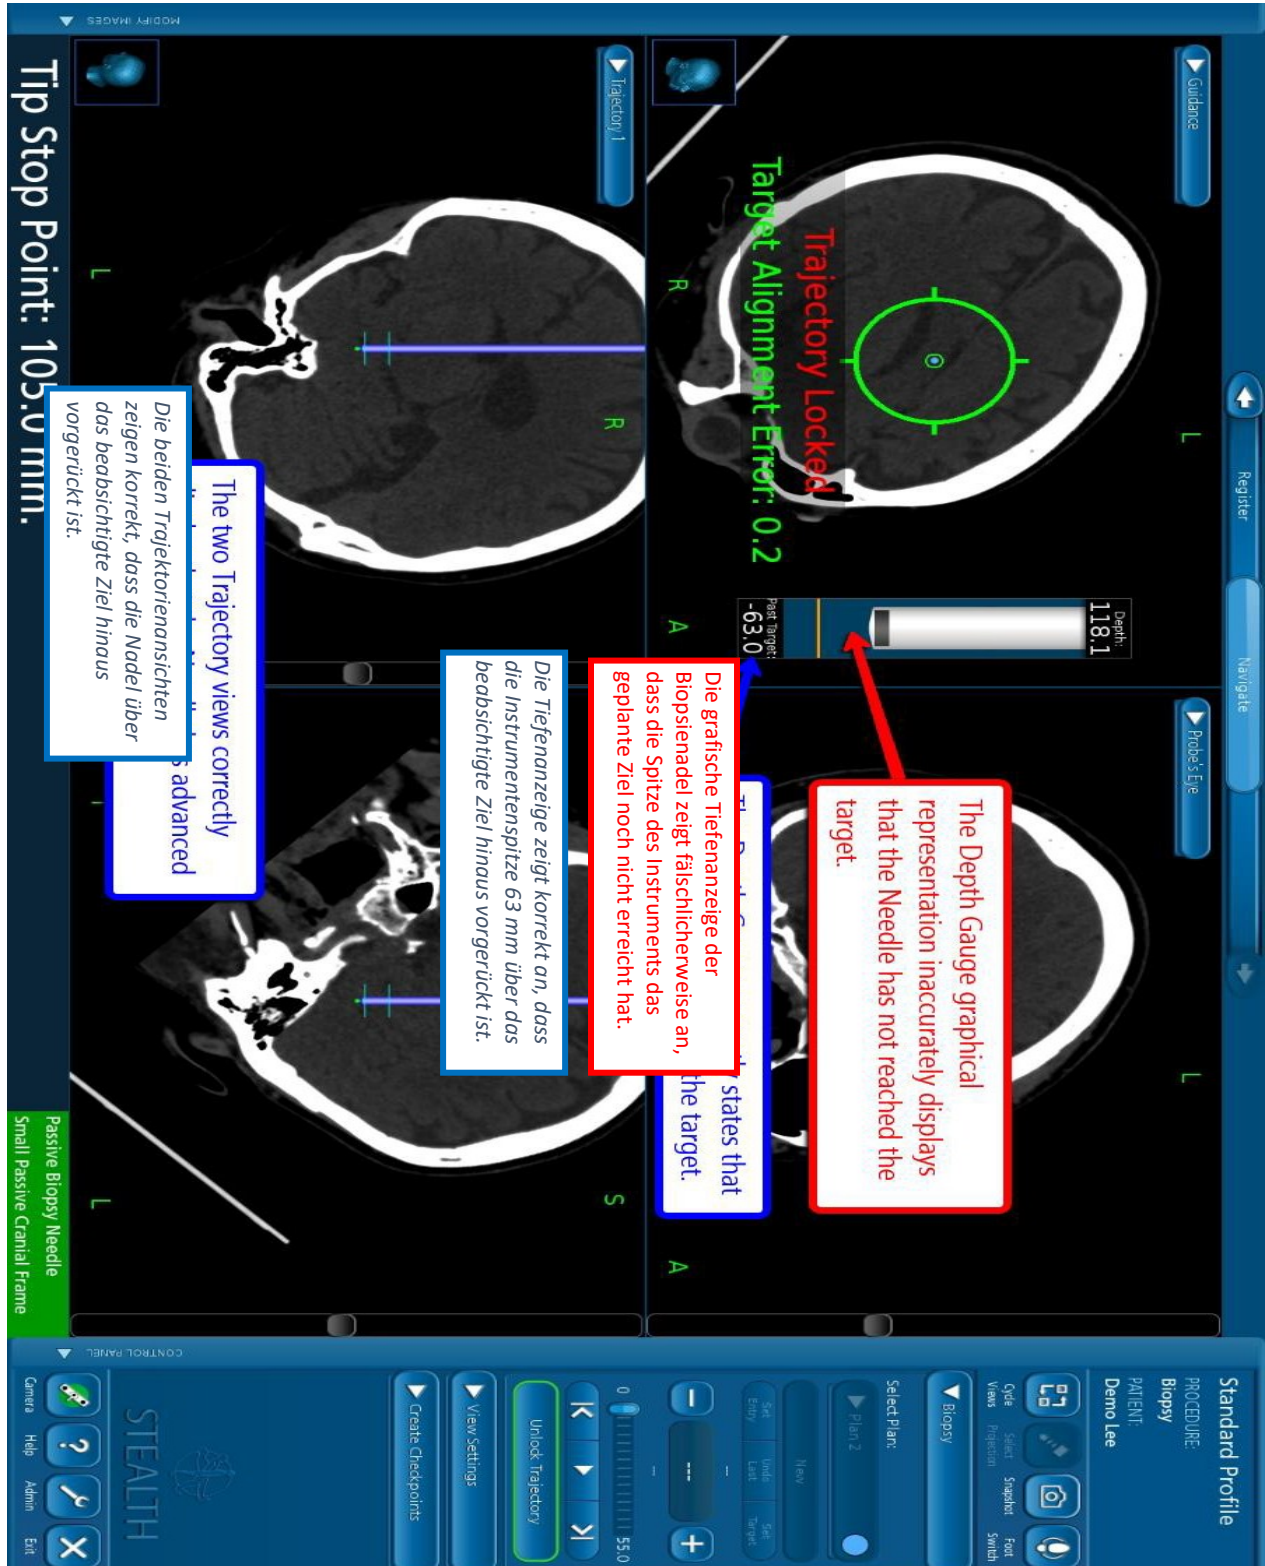 Register
Navigate
Guidance
L
Trajectory Locked
Target Alignment Error: 0.2
R
A
Depth:
118.1
Past Target:
-63.0
Probe's Eye
L
A
The Depth Gauge graphical
representation inaccurately displays
that the Needle has not reached the
target.
states that
the target.
Die grafische Tiefenanzeige der
Biopsienadel zeigt fälschlicherweise an,
dass die Spitze des Instruments das
geplante Ziel noch nicht erreicht hat.
Die Tiefenanzeige zeigt korrekt an, dass
die Instrumentenspitze 63 mm über das
beabsichtigte Ziel hinaus vorgerückt ist.
Trajectory 1
R
L
S
L
The two Trajectory views correctly
advanced
Die beiden Trajektorienansichten
zeigen korrekt, dass die Nadel über
das beabsichtigte Ziel hinaus
vorgerückt ist.
Tip Stop Point: 105.0 mm.
Passive Biopsy Needle
Small Passive Cranial Frame
MODIFY IMAGES
CONTROL PANEL
Standard Profile
PROCEDURE:
Biopsy
PATIENT:
Demo Lee
Cycle Views
Select Projection
Snapshot
Foot Switch
Biopsy
Select Plan:
Plan 2
New
Set Entry
Undo Last
Set Target
---
0
55.0
Unlock Trajectory
View Settings
Create Checkpoints
STEALTH
Camera
Help
Admin
Exit